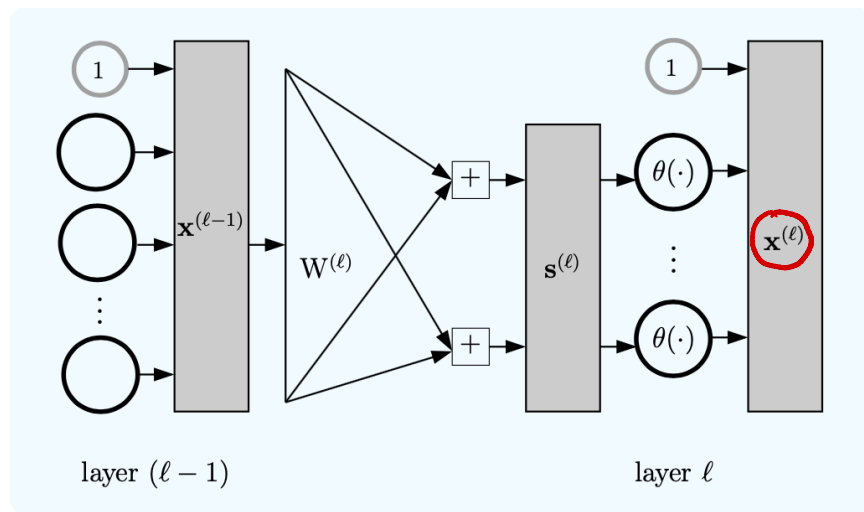 1
1
θ(·)
+
x^{(ℓ−1)}
x^{(ℓ)}
W^{(ℓ)}
s^{(ℓ)}
⋮
⋮
+
θ(·)
layer (ℓ − 1)
layer ℓ